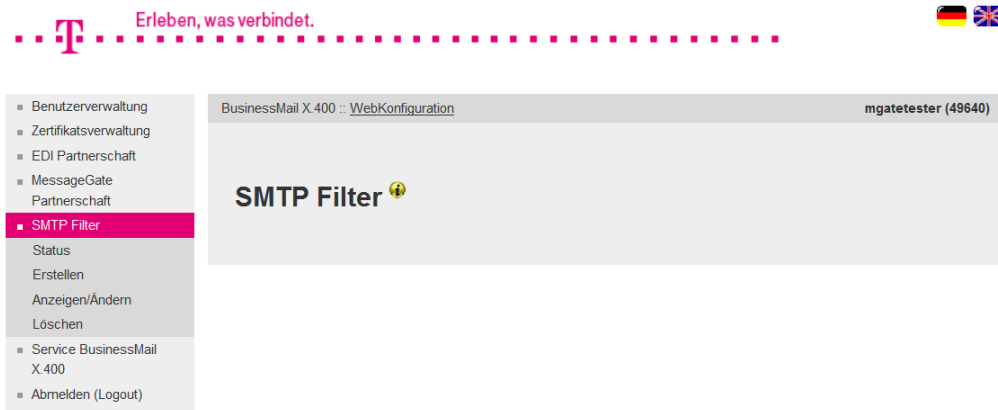 Erleben, was verbindet.
T
Benutzerverwaltung
Zertifikatsverwaltung
EDI Partnerschaft
MessageGate
Partnerschaft
SMTP Filter
Status
Erstellen
Anzeigen/Ändern
Löschen
Service BusinessMail
X.400
Abmelden (Logout)
BusinessMail X.400 :: WebKonfiguration
mgatetester (49640)
SMTP Filter